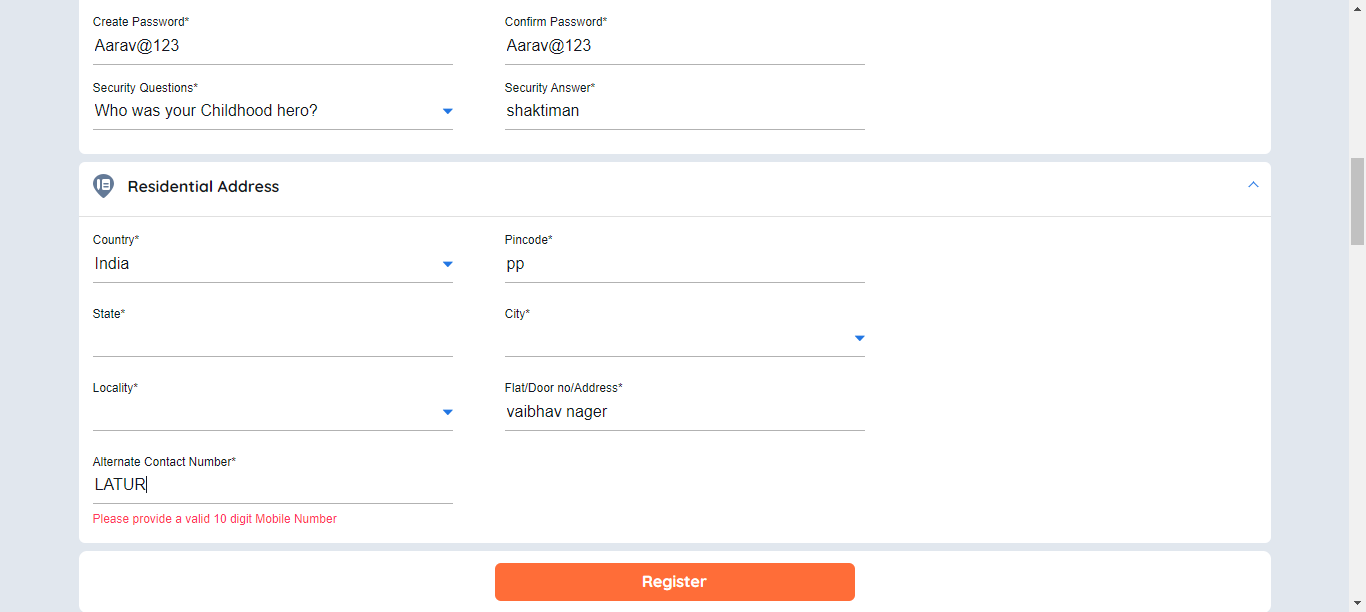 Create Password* Confirm Password*
Aarav@123 Aarav@123
Security Questions* Security Answer*
Who was your Childhood hero? shaktiman
Residential Address
Country* Pincode*
India pp
State* City*
Locality* Flat/Door no/Address*
vaibhav nager
Alternate Contact Number*
LATUR
Please provide a valid 10 digit Mobile Number
Register